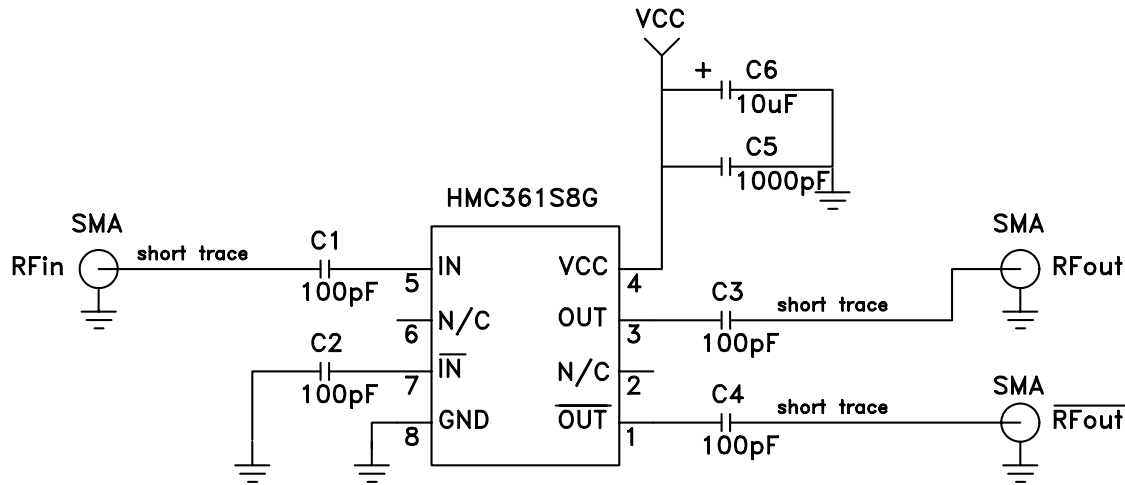 VCC
+ C6
10uF
C5
1000pF
HMC361S8G
SMA
RFin
short trace
C1
100pF
5
IN
VCC
4
6
N/C
OUT
3
C3
100pF
short trace
SMA
RFout
C2
100pF
7
IN
N/C
2
8
GND
OUT
1
C4
100pF
short trace
SMA
RFout